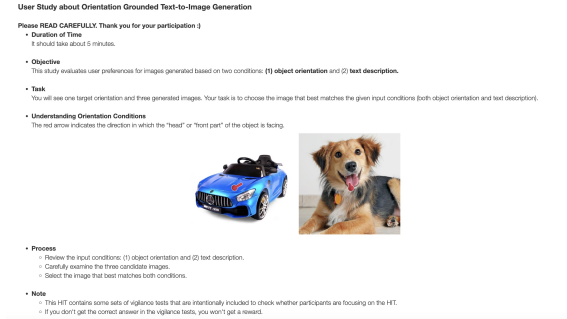 User Study about Orientation Grounded Text-to-Image Generation
Please READ CAREFULLY. Thank you for your participation :)
• Duration of Time
It should take about 5 minutes.
• Objective
This study evaluates user preferences for images generated based on two conditions: (1) object orientation and (2) text description.
• Task
You will see one target orientation and three generated images. Your task is to choose the image that best matches the given input conditions (both object orientation and text description).
• Understanding Orientation Conditions
The red arrow indicates the direction in which the "head" or "front part" of the object is facing.
• Process
○ Review the input conditions: (1) object orientation and (2) text description.
○ Carefully examine the three candidate images.
○ Select the image that best matches both conditions.
• Note
○ This HIT contains some sets of vigilance tests that are intentionally included to check whether participants are focusing on the HIT.
○ If you don't get the correct answer in the vigilance tests, you won't get a reward.